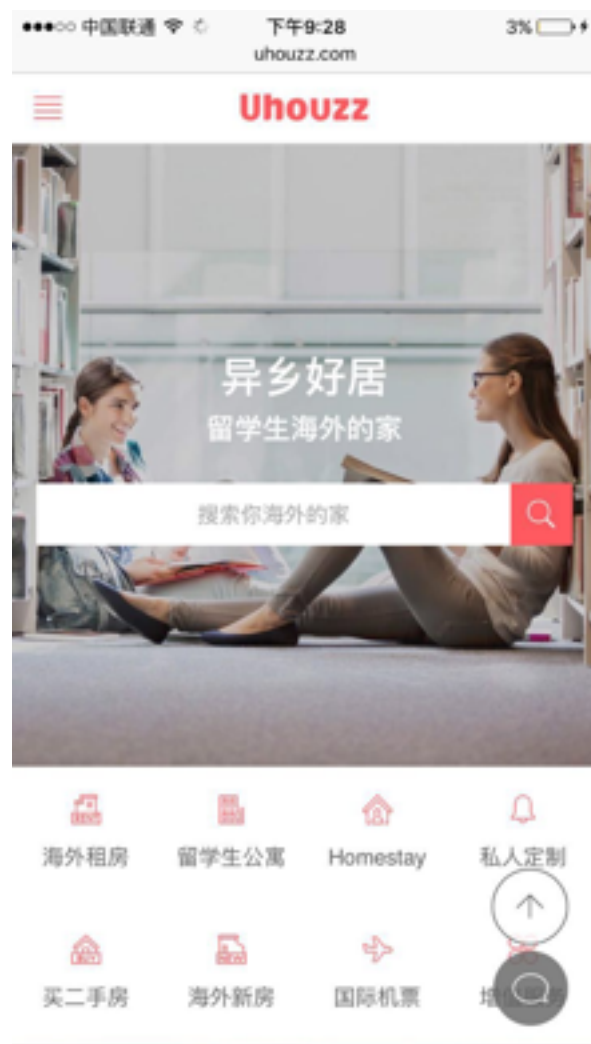 中国联通 下午9:28 3%
uhouzz.com
Uhouzz
异乡好居
留学生海外的家
搜索你海外的家
海外租房 留学生公寓 Homestay 私人定制
买二手房 海外新房 国际机票